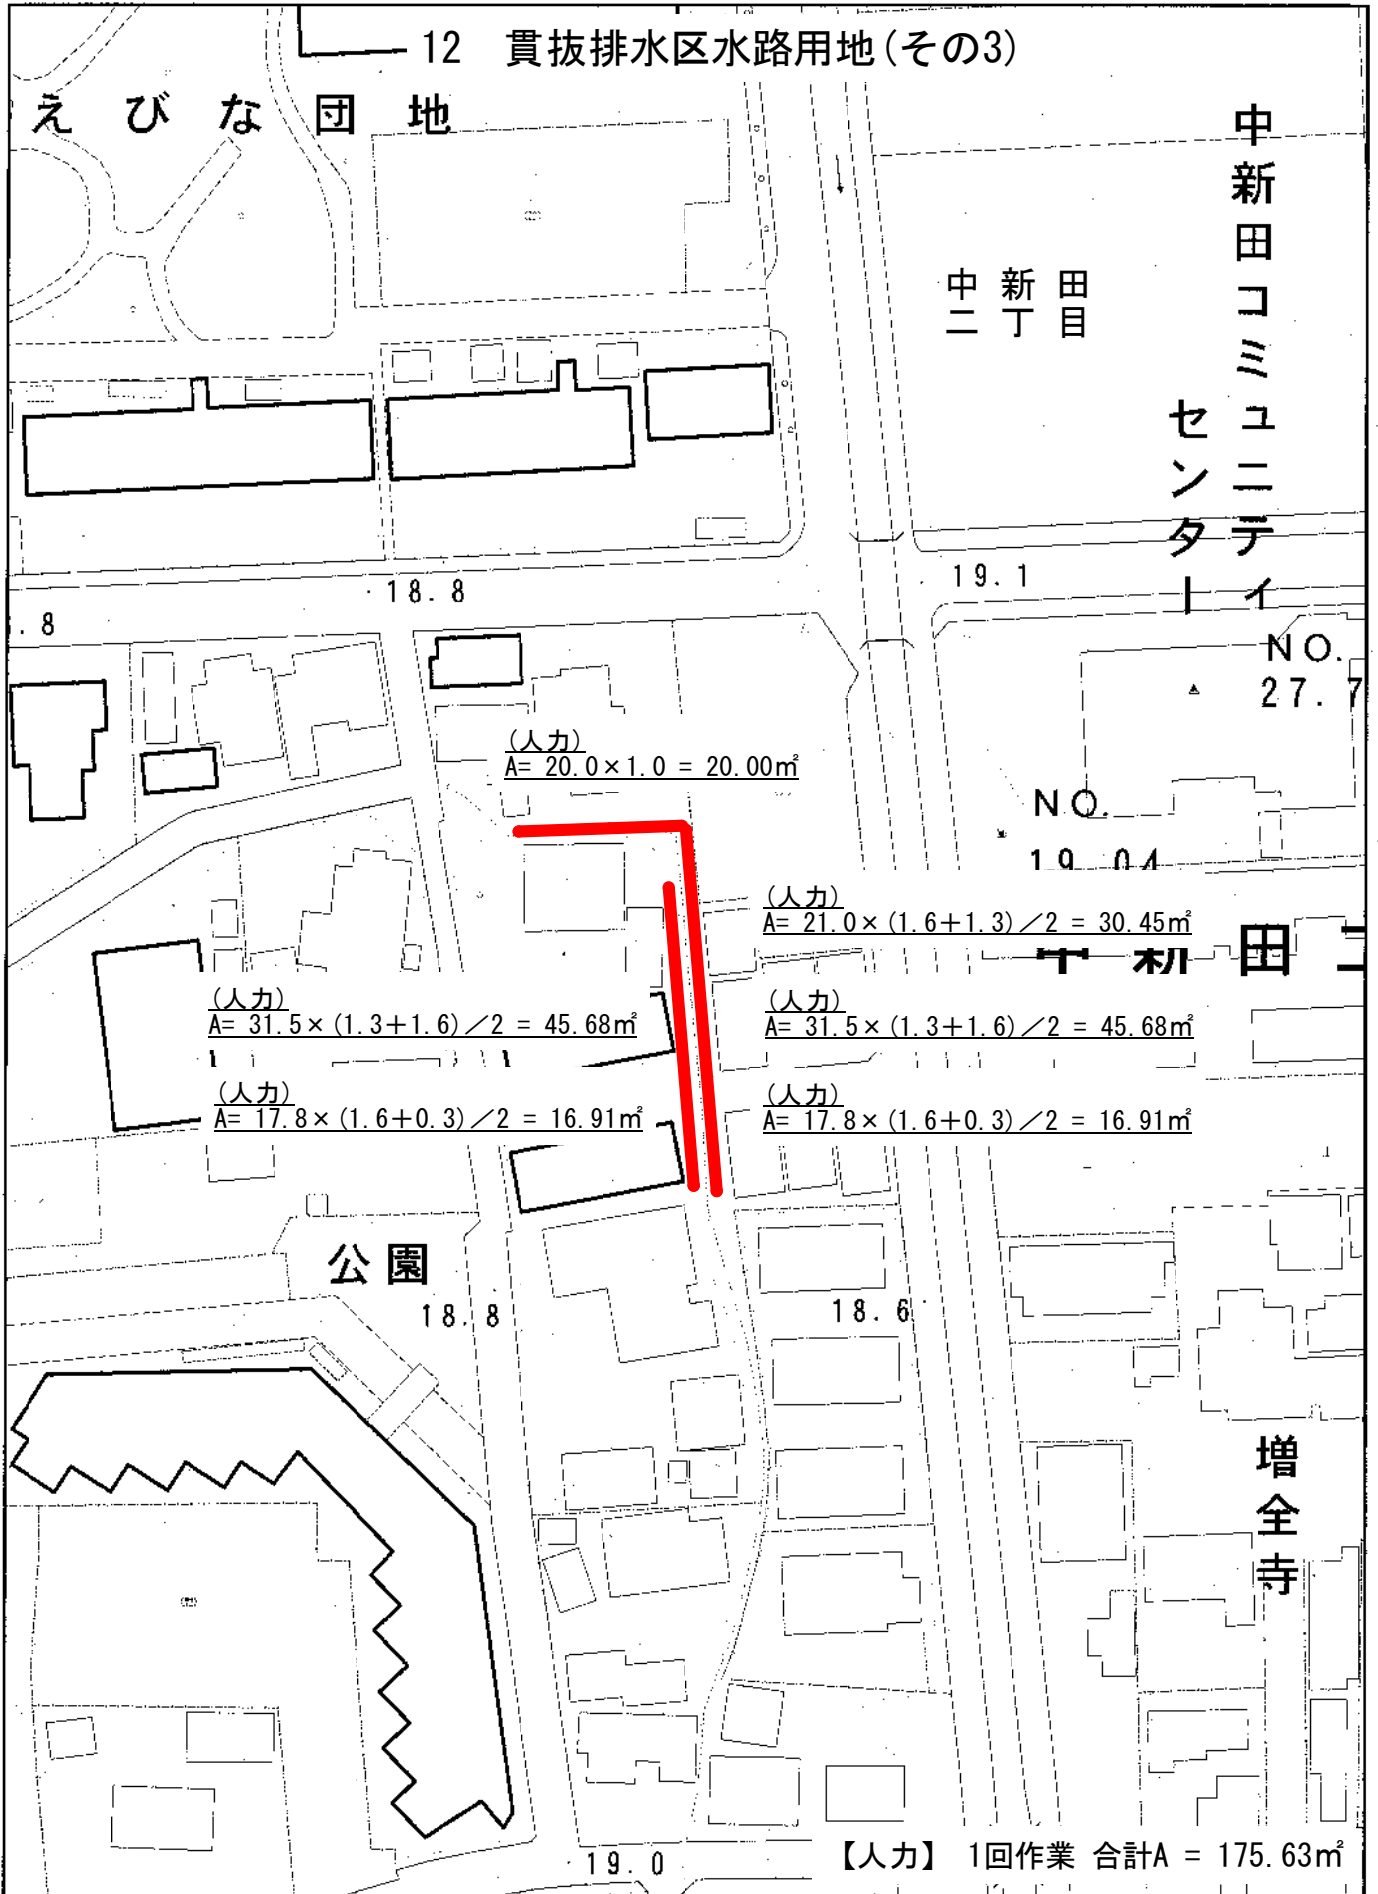 12　貫抜排水区水路用地(その3)
えびな団地
中新田コミュニティ
センター
中新田
二丁目
18.8
19.1
.8
NO.
27.7
(人力)
A= 20.0×1.0 = 20.00㎡
NO.
19.04
(人力)
A= 21.0×(1.6+1.3)／2 = 30.45㎡
中新田二
(人力)
A= 31.5×(1.3+1.6)／2 = 45.68㎡
(人力)
A= 31.5×(1.3+1.6)／2 = 45.68㎡
(人力)
A= 17.8×(1.6+0.3)／2 = 16.91㎡
(人力)
A= 17.8×(1.6+0.3)／2 = 16.91㎡
公園
18.8
18.6
増全寺
19.0
【人力】 1回作業 合計A = 175.63㎡